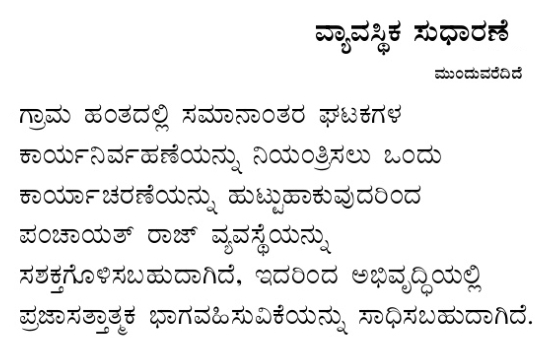 ವ್ಯಾವಸ್ಥಿಕ ಸುಧಾರಣೆ
ಮುಂದುವರೆದಿದೆ
ಗ್ರಾಮ ಹಂತದಲ್ಲಿ ಸಮಾನಾಂತರ ಘಟಕಗಳ
ಕಾರ್ಯನಿರ್ವಹಣೆಯನ್ನು ನಿಯಂತ್ರಿಸಲು ಒಂದು
ಕಾರ್ಯಾಚರಣೆಯನ್ನು ಹುಟ್ಟುಹಾಕುವುದರಿಂದ
ಪಂಚಾಯತ್ ರಾಜ್ ವ್ಯವಸ್ಥೆಯನ್ನು
ಸಶಕ್ತಗೊಳಿಸಬಹುದಾಗಿದೆ, ಇದರಿಂದ ಅಭಿವೃದ್ಧಿಯಲ್ಲಿ
ಪ್ರಜಾಸತ್ತಾತ್ಮಕ ಭಾಗವಹಿಸುವಿಕೆಯನ್ನು ಸಾಧಿಸಬಹುದಾಗಿದೆ.